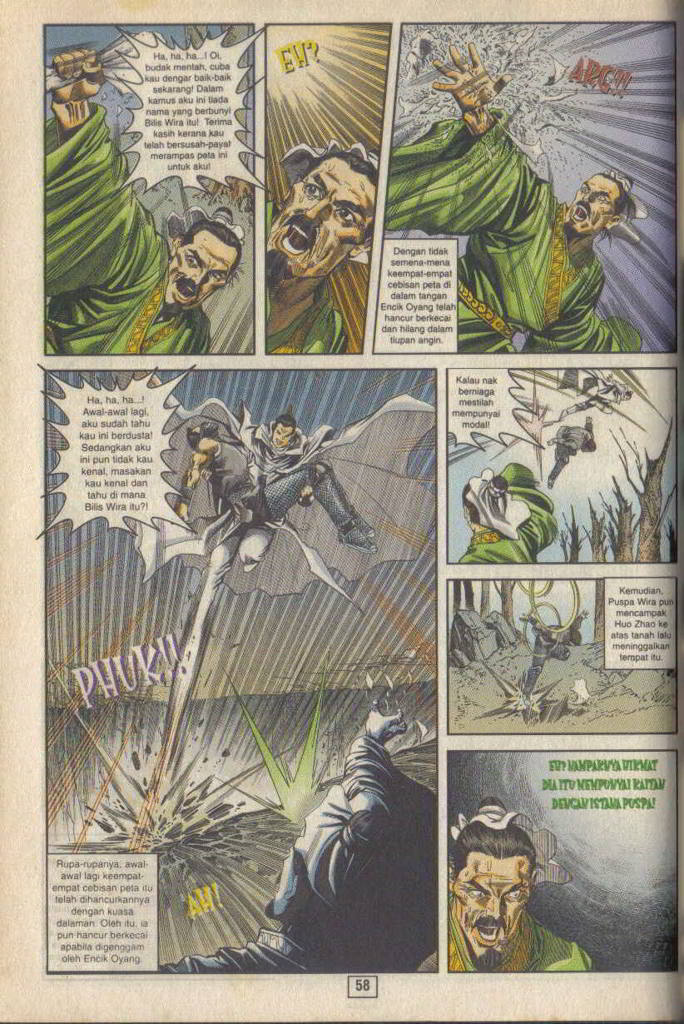 Ha, ha, ha...! Oi,
budak mentah, cuba
kau dengar baik-baik
sekarang! Dalam
kamus aku ini tiada
nama yang berbunyi
Bilis Wira itu! Terima
kasih kerana kau
telah bersusah-payah
merampas peta ini
untuk aku!
EH?
ARG!!!
Dengan tidak
semena-mena
keempat-empat
cebisan peta di
dalam tangan
Encik Oyang telah
hancur berkecai
dan hilang dalam
tiupan angin.
Ha, ha, ha...!
Awal-awal lagi,
aku sudah tahu
kau ini berdusta!
Sedangkan aku
ini pun tidak kau
kenal, masakan
kau kenal dan
tahu di mana
Bilis Wira itu?!
PHUK!!
AH!
Rupa-rupanya, awal-
awal lagi keempat-
empat cebisan peta itu
telah dihancurkannya
dengan kuasa
dalaman. Oleh itu, ia
pun hancur berkecai
apabila digenggam
oleh Encik Oyang.
Kalau nak
berniaga
mestilah
mempunyai
modal!
Kemudian,
Puspa Wira pun
mencampak
Huo Zhao ke
atas tanah lalu
meninggalkan
tempat itu.
EH? NAMPAKNYA HIKMAT
DIA ITU MEMPUNYAI KAITAN
DENGAN ISTANA PUSPA!
58